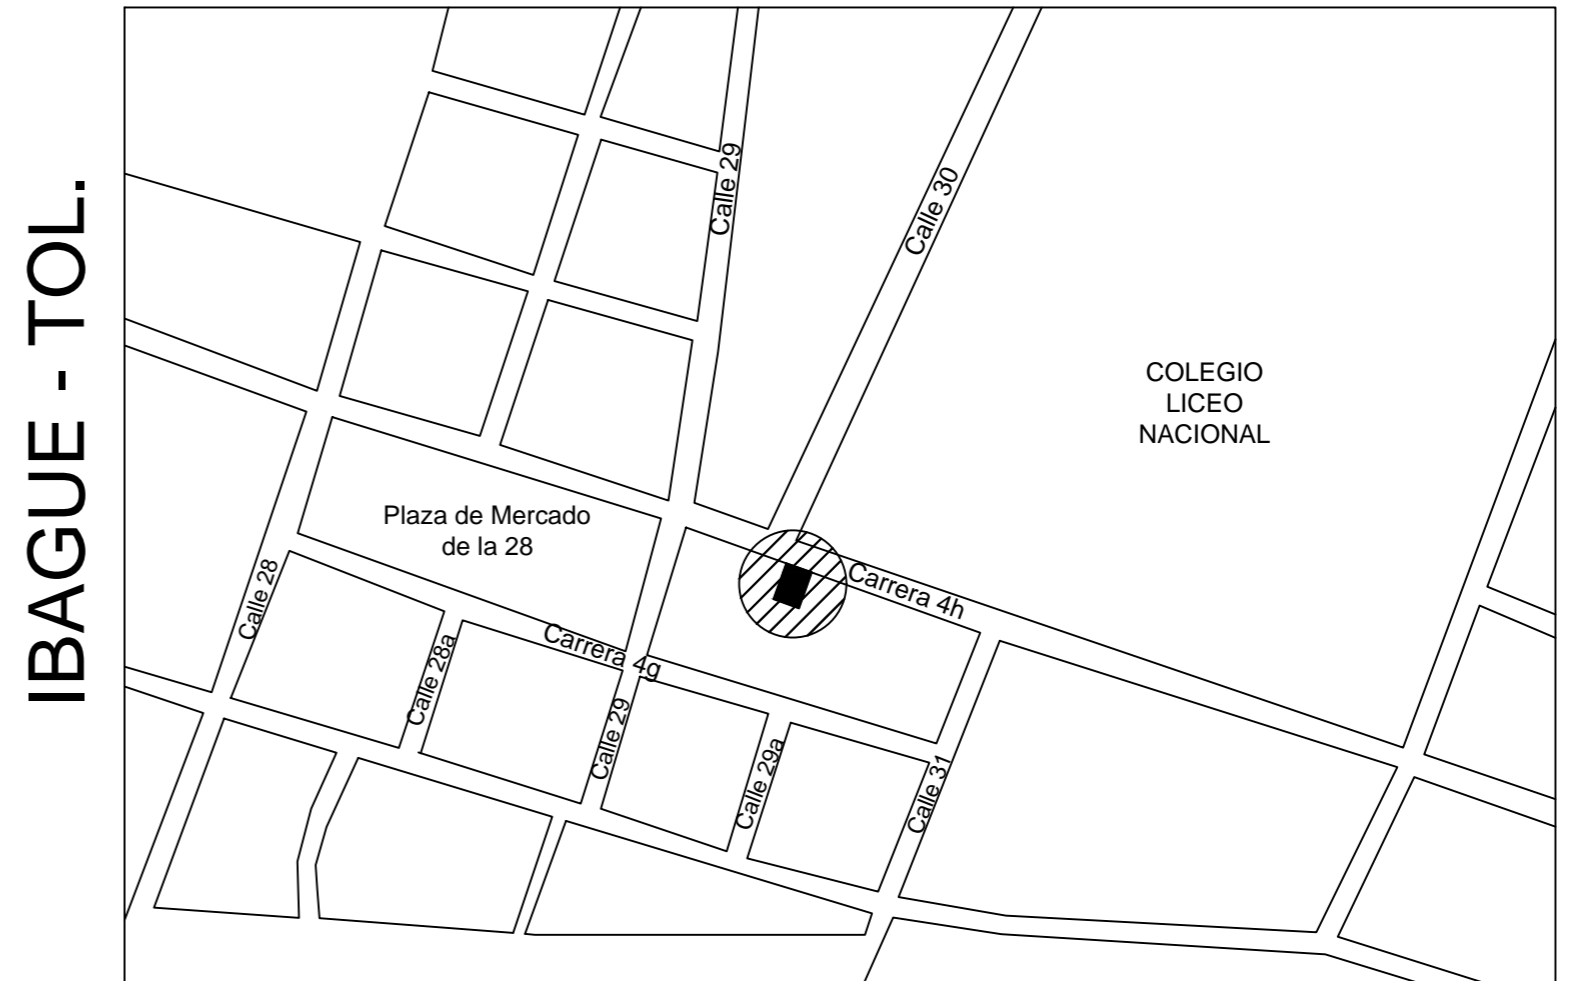 IBAGUE - TOL.
Calle 29
Calle 30
COLEGIO
LICEO
NACIONAL
Plaza de Mercado
de la 28
Calle 28
Carrera 4h
Carrera 4g
Calle 28a
Calle 29
Calle 29a
Calle 31